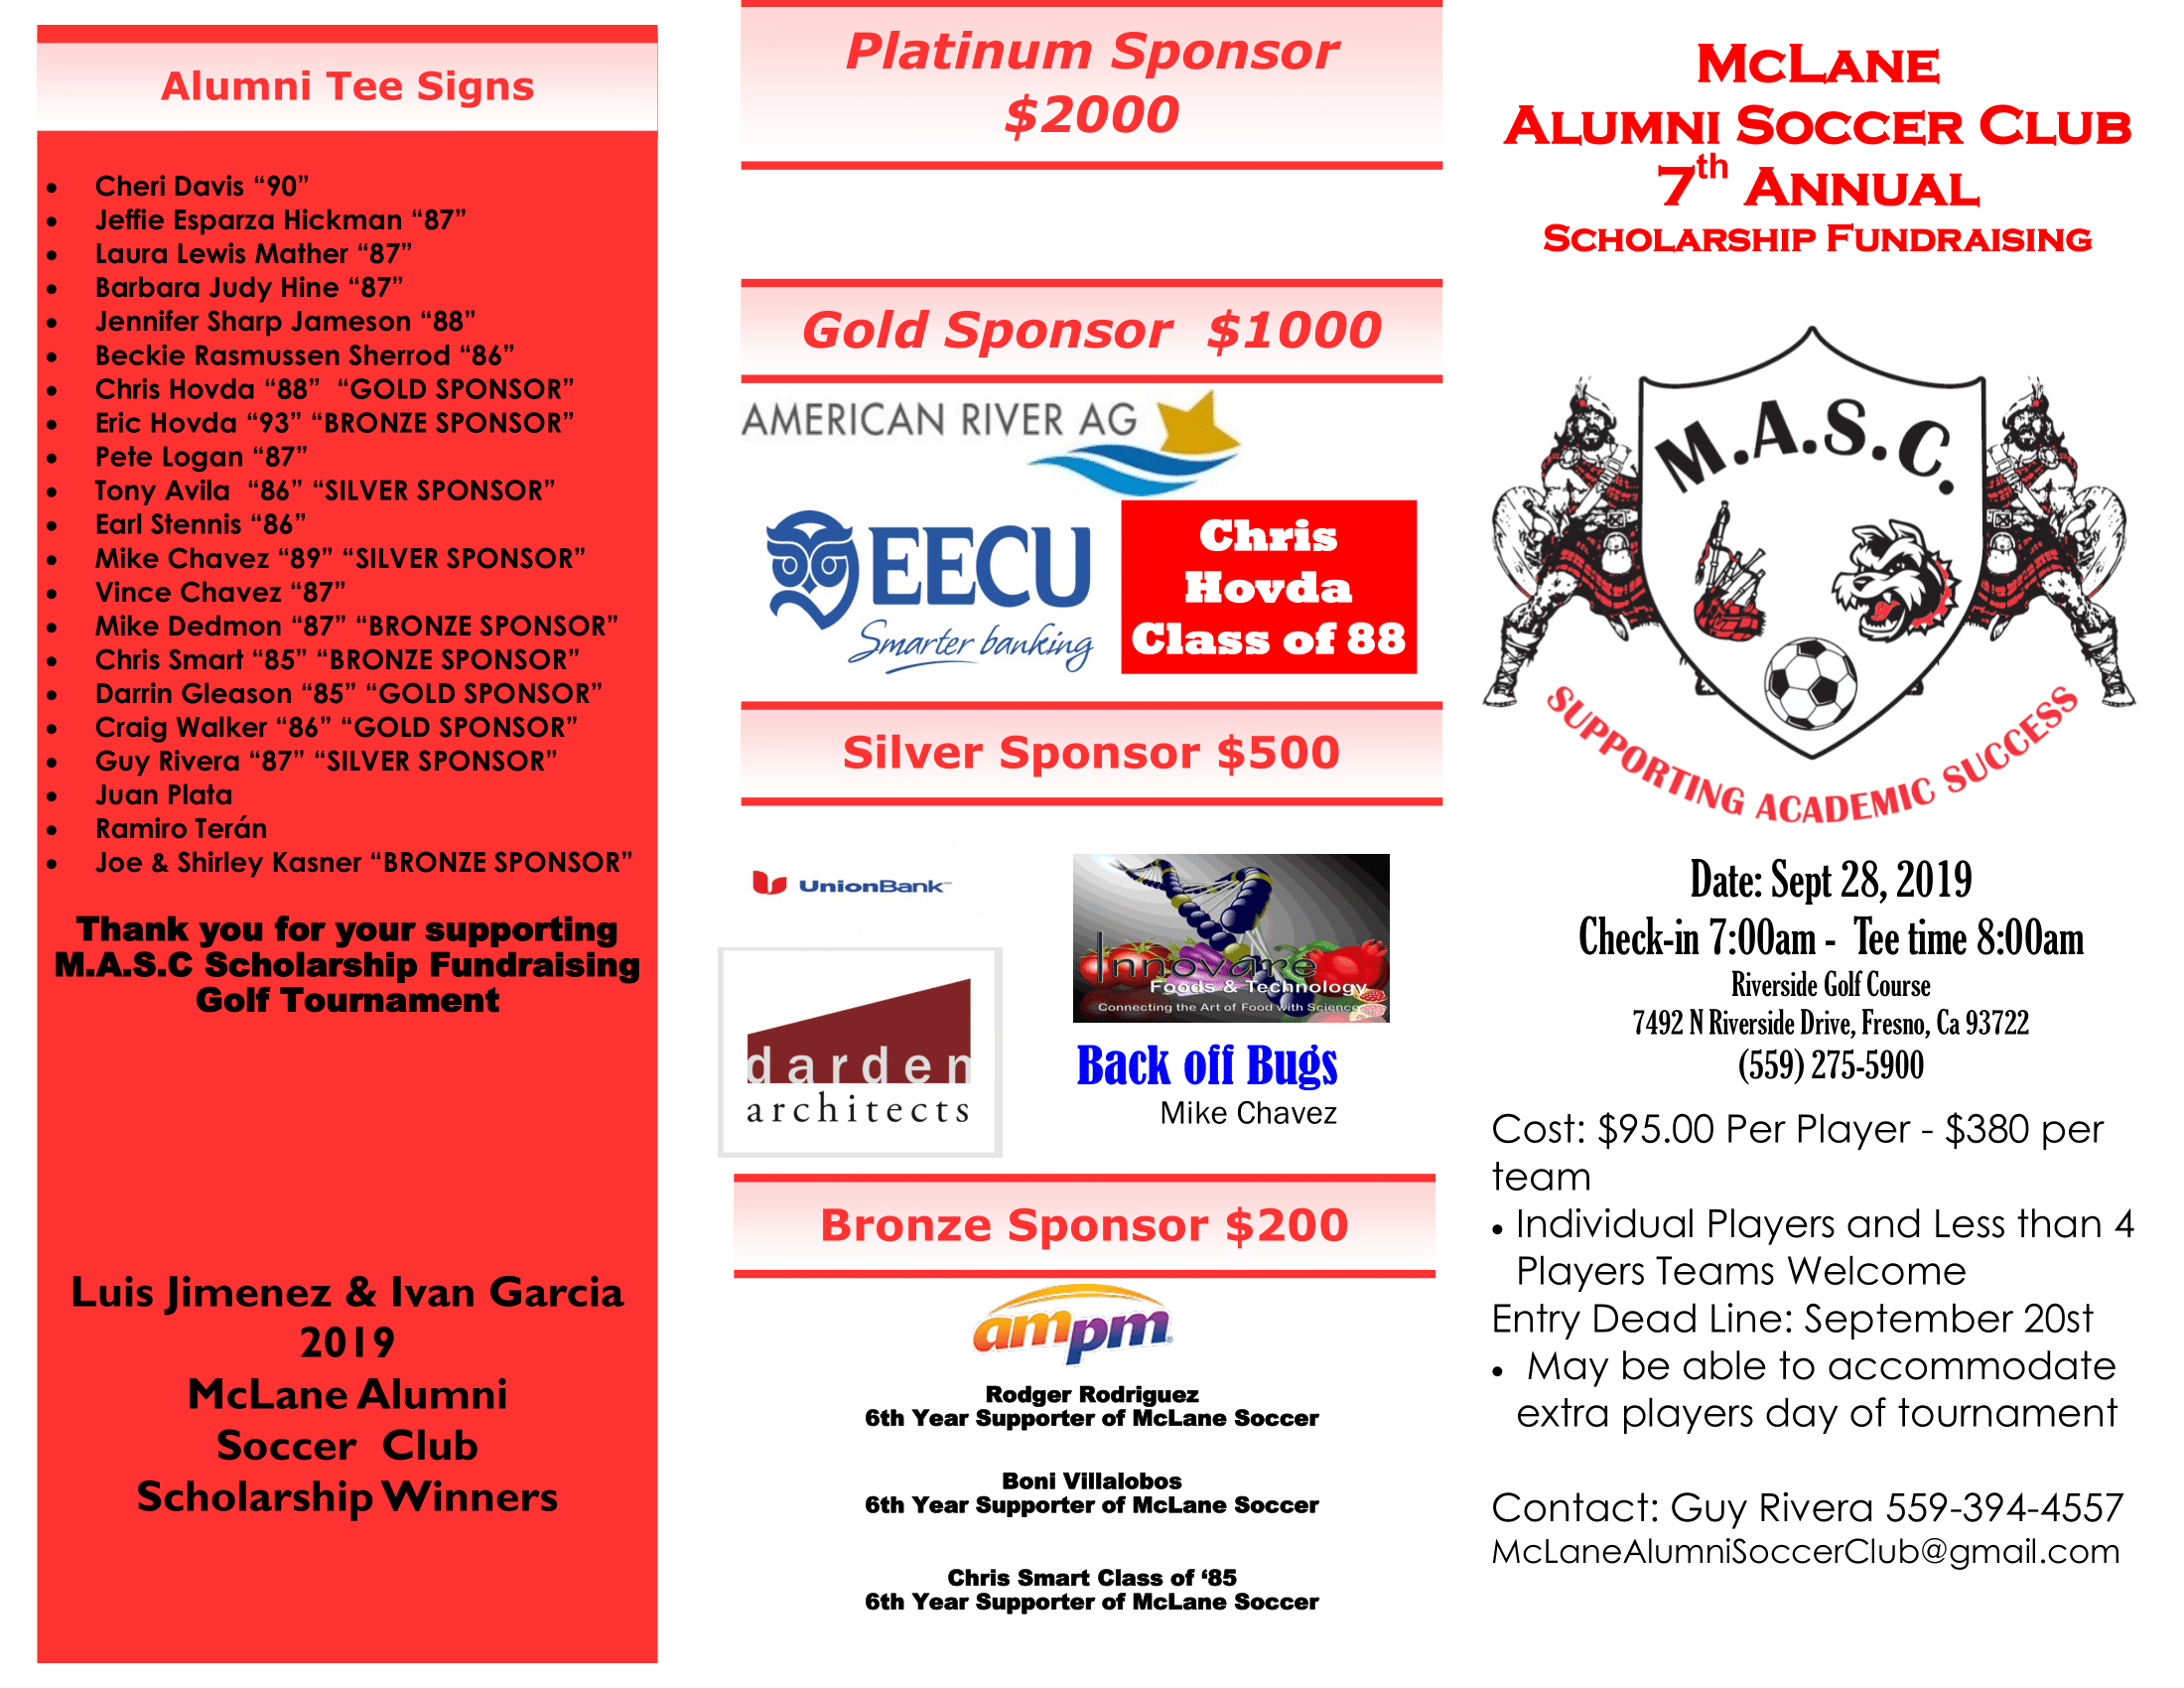 Alumni Tee Signs
• Cheri Davis “90”
• Jeffie Esparza Hickman “87”
• Laura Lewis Mather “87”
• Barbara Judy Hine “87”
• Jennifer Sharp Jameson “88”
• Beckie Rasmussen Sherrod “86”
• Chris Hovda “88”  “GOLD SPONSOR”
• Eric Hovda “93” “BRONZE SPONSOR”
• Pete Logan “87”
• Tony Avila  “86” “SILVER SPONSOR”
• Earl Stennis “86”
• Mike Chavez “89” “SILVER SPONSOR”
• Vince Chavez “87”
• Mike Dedmon “87” “BRONZE SPONSOR”
• Chris Smart “85” “BRONZE SPONSOR”
• Darrin Gleason “85” “GOLD SPONSOR”
• Craig Walker “86” “GOLD SPONSOR”
• Guy Rivera “87” “SILVER SPONSOR”
• Juan Plata
• Ramiro Terán
• Joe & Shirley Kasner “BRONZE SPONSOR”
Thank you for your supporting
M.A.S.C Scholarship Fundraising
Golf Tournament
Luis Jimenez & Ivan Garcia
2019
McLane Alumni
Soccer  Club
Scholarship Winners
Platinum Sponsor
$2000
Gold Sponsor  $1000
AMERICAN RIVER AG
EECU
Smarter banking
Chris
Hovda
Class of 88
Silver Sponsor $500
UnionBank
Innovare
Foods & Technology
Connecting the Art of Food with Science
darden
architects
Back off Bugs
Mike Chavez
Bronze Sponsor $200
ampm
Rodger Rodriguez
6th Year Supporter of McLane Soccer
Boni Villalobos
6th Year Supporter of McLane Soccer
Chris Smart Class of ‘85
6th Year Supporter of McLane Soccer
McLane
Alumni Soccer Club
7th Annual
Scholarship Fundraising
M.A.S.C.
SUPPORTING ACADEMIC SUCCESS
Date: Sept 28, 2019
Check-in 7:00am -  Tee time 8:00am
Riverside Golf Course
7492 N Riverside Drive, Fresno, Ca 93722
(559) 275-5900
Cost: $95.00 Per Player - $380 per
team
• Individual Players and Less than 4
Players Teams Welcome
Entry Dead Line: September 20st
• May be able to accommodate
extra players day of tournament
Contact: Guy Rivera 559-394-4557
McLaneAlumniSoccerClub@gmail.com